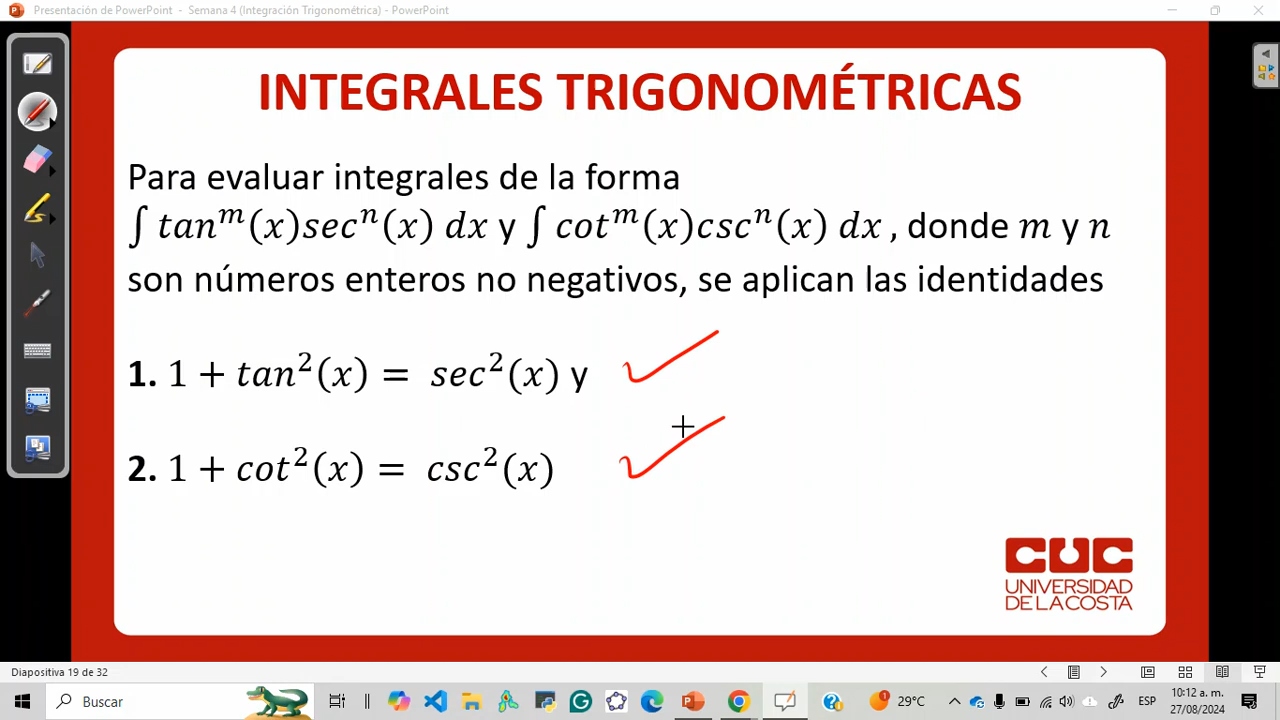 Presentación de PowerPoint - Semana 4 (Integración Trigonométrica) - PowerPoint
INTEGRALES TRIGONOMÉTRICAS
Para evaluar integrales de la forma
∫ tanᵐ(x)secⁿ(x) dx y ∫ cotᵐ(x)cscⁿ(x) dx , donde m y n
son números enteros no negativos, se aplican las identidades
1. 1 + tan²(x) = sec²(x) y
2. 1 + cot²(x) = csc²(x)
CUC
UNIVERSIDAD
DE LA COSTA
Diapositiva 19 de 32
Buscar
1
29°C
ESP
10:12 a. m.
27/08/2024